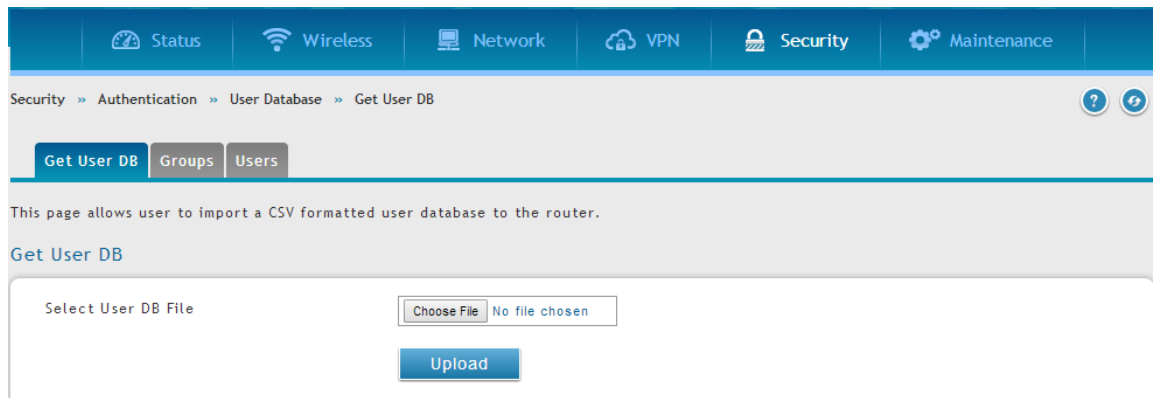 Status Wireless Network VPN Security Maintenance
Security » Authentication » User Database » Get User DB ?
Get User DB Groups Users
This page allows user to import a CSV formatted user database to the router.
Get User DB
Select User DB File Choose File No file chosen
Upload